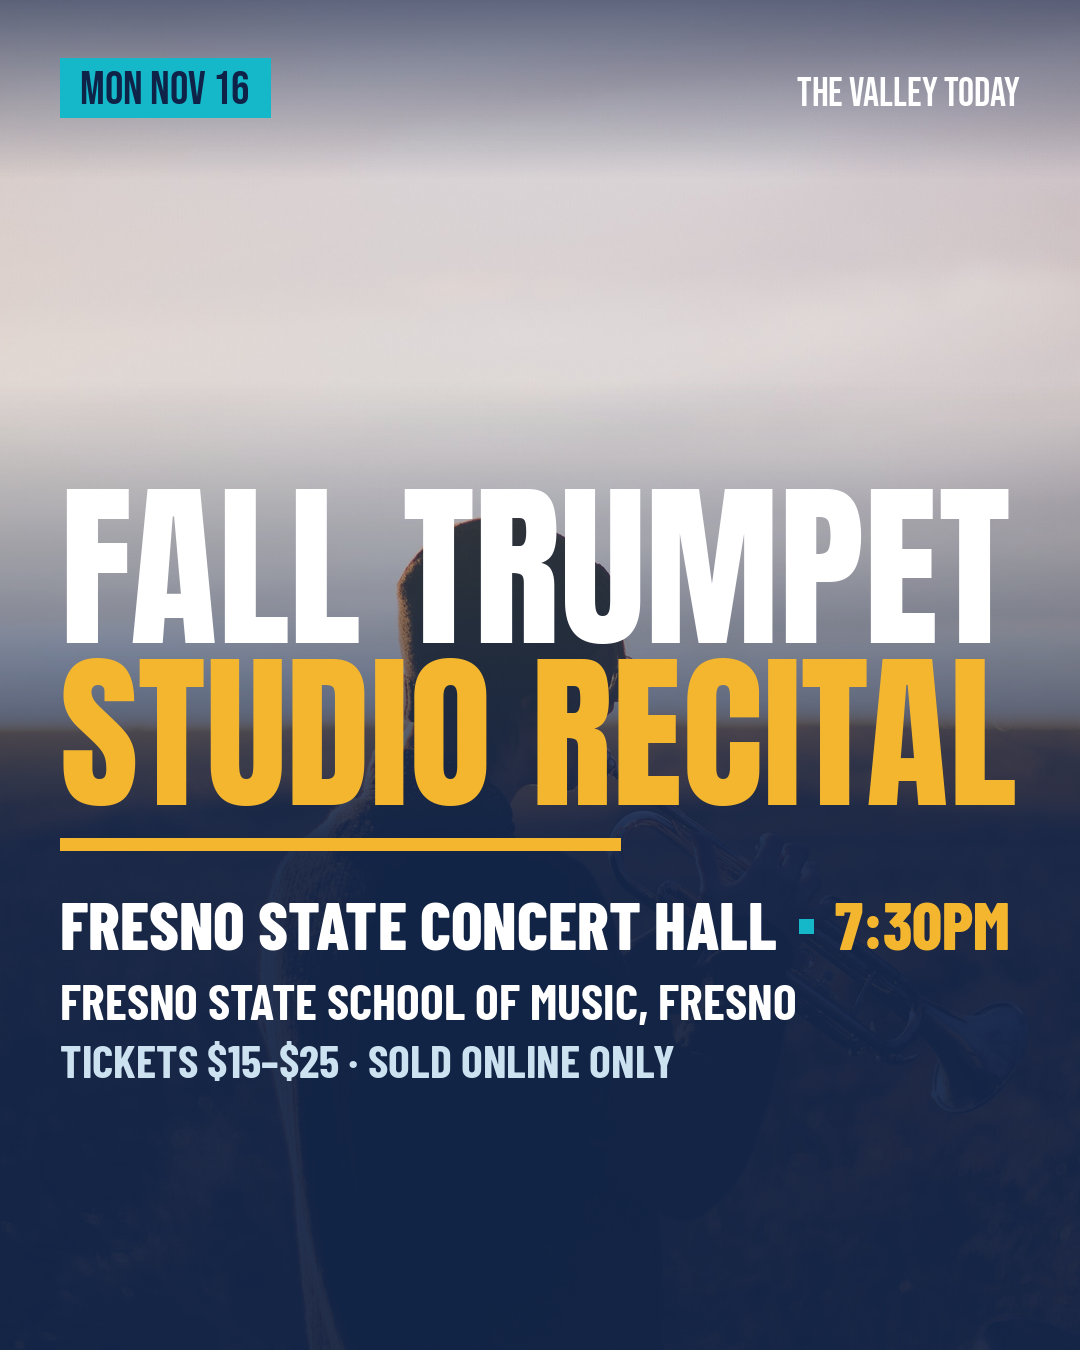 MON NOV 16
THE VALLEY TODAY
FALL TRUMPET
STUDIO RECITAL
FRESNO STATE CONCERT HALL ▪ 7:30PM
FRESNO STATE SCHOOL OF MUSIC, FRESNO
TICKETS $15–$25 · SOLD ONLINE ONLY